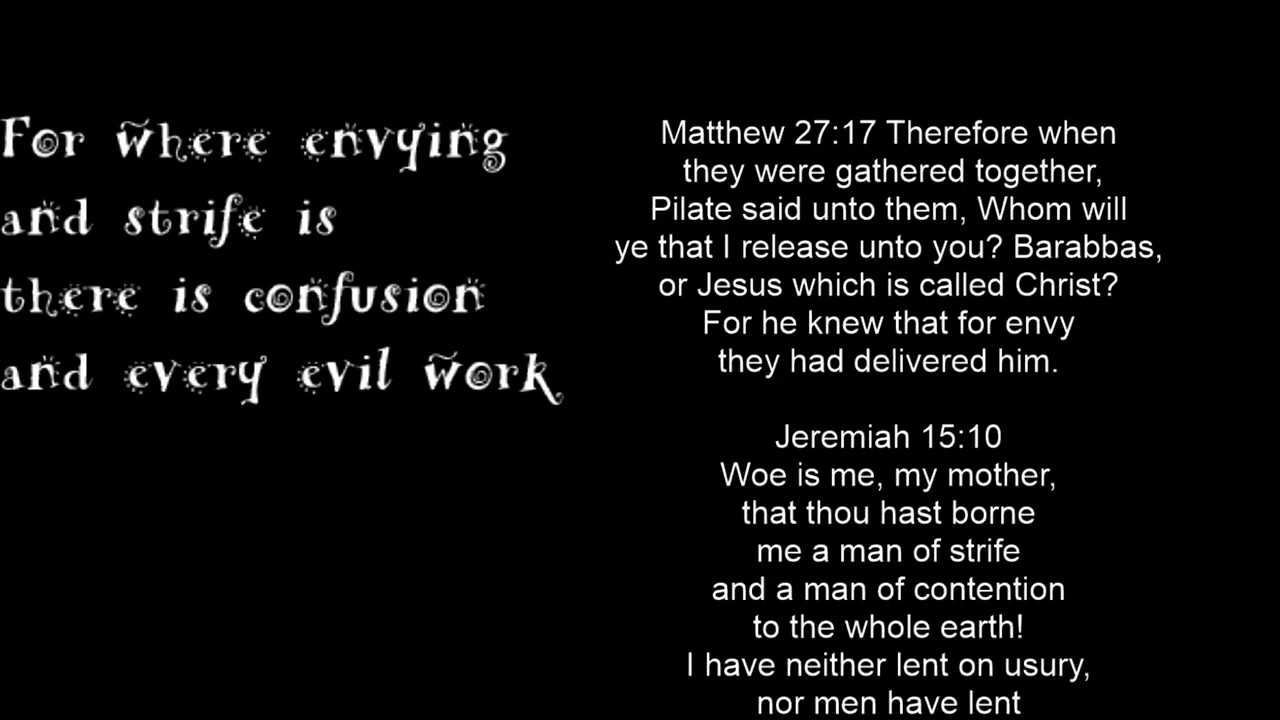 For where envying
and strife is
there is confusion
and every evil work
Matthew 27:17 Therefore when
they were gathered together,
Pilate said unto them, Whom will
ye that I release unto you? Barabbas,
or Jesus which is called Christ?
For he knew that for envy
they had delivered him.
Jeremiah 15:10
Woe is me, my mother,
that thou hast borne
me a man of strife
and a man of contention
to the whole earth!
I have neither lent on usury,
nor men have lent